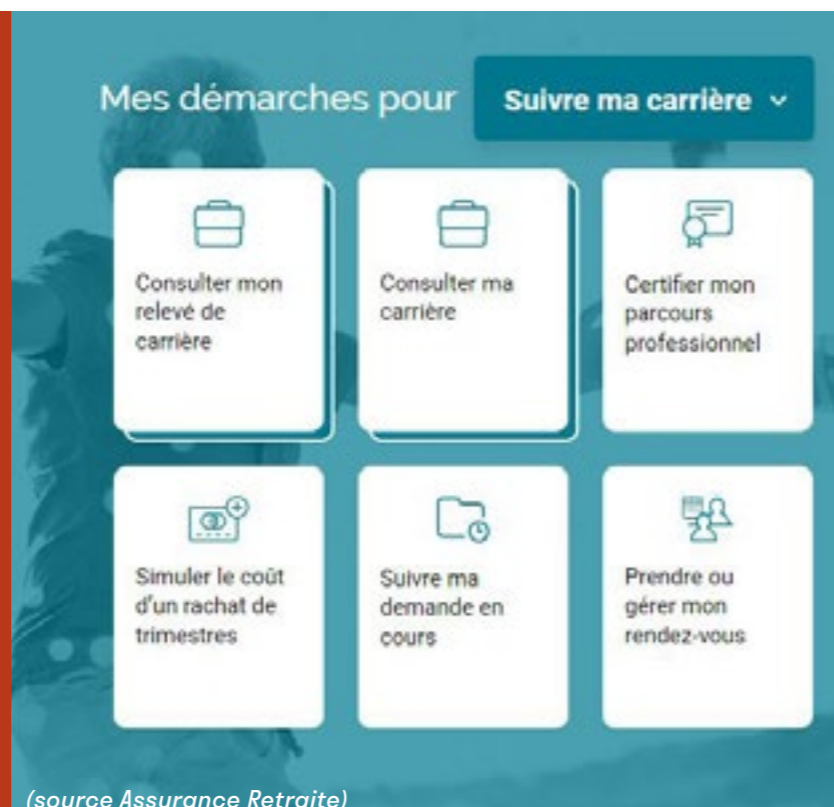 Mes démarches pour Suivre ma carrière
Consulter mon
relevé de
carrière
Consulter ma
carrière
Certifier mon
parcours
professionnel
Simuler le coût
d'un rachat de
trimestres
Suivre ma
demande en
cours
Prendre ou
gérer mon
rendez-vous
(source Assurance Retraite)